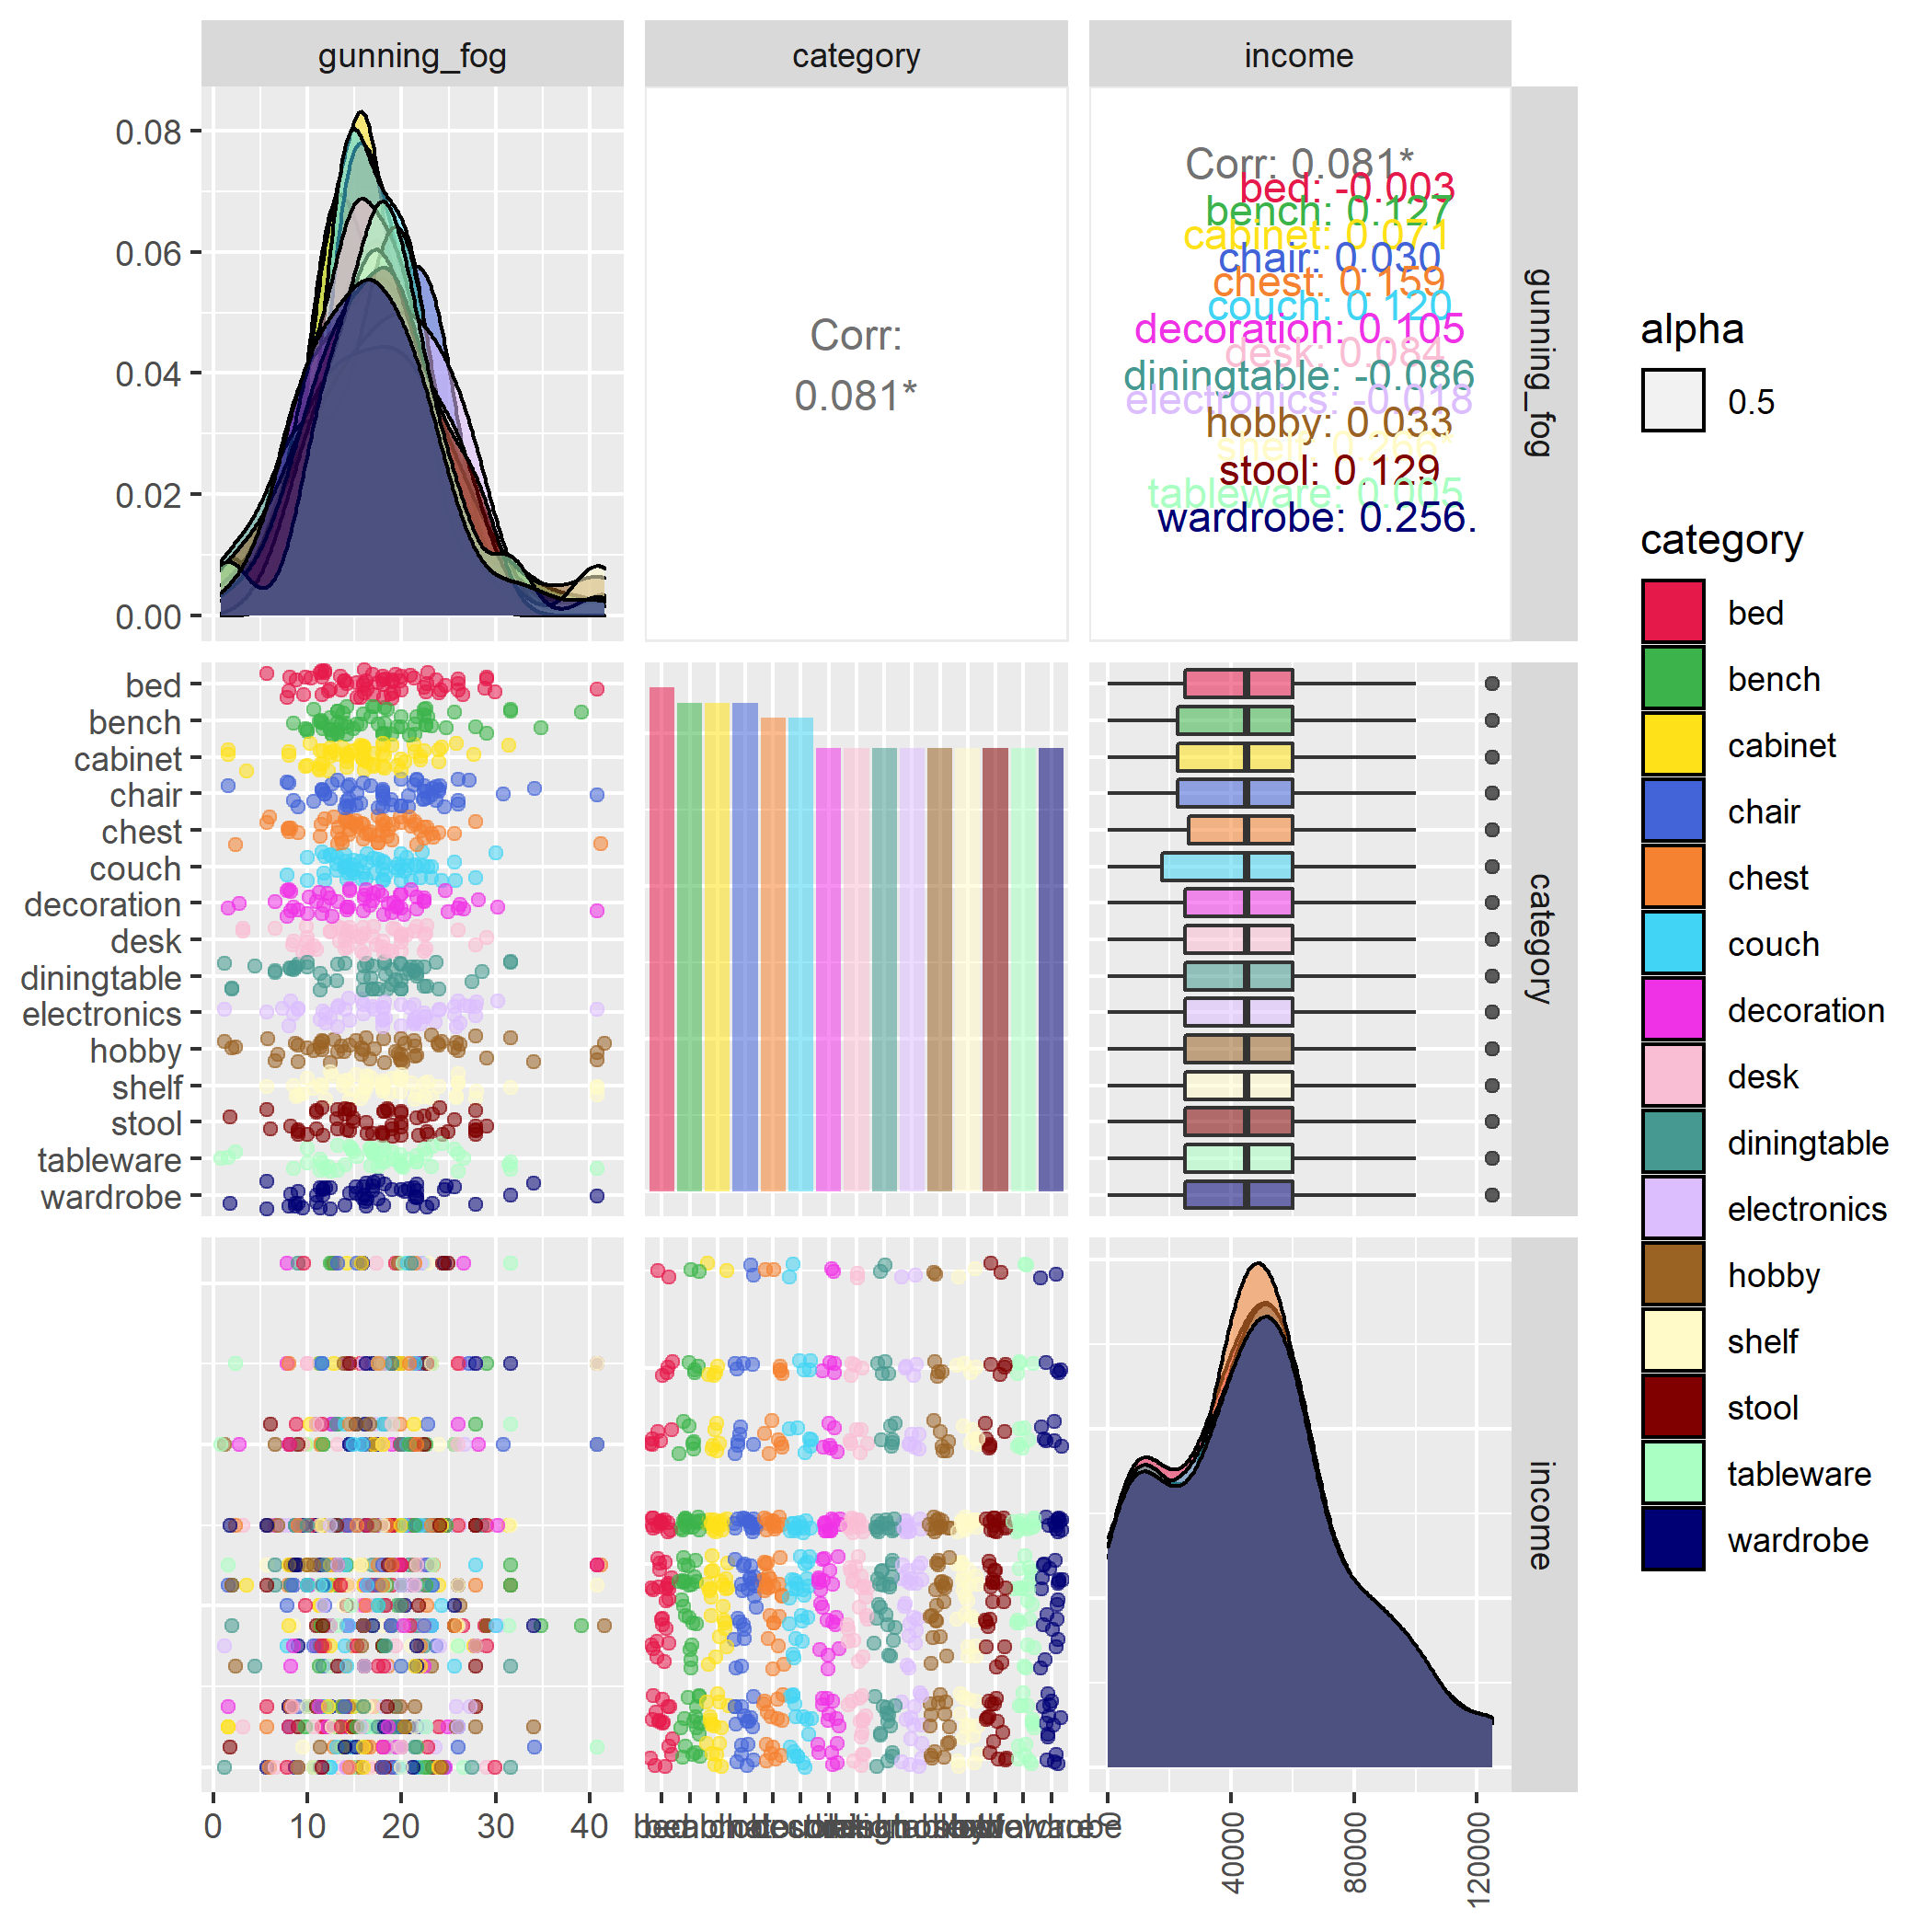 gunning_fog
category
income
0.08
0.06
0.04
0.02
0.00
Corr:
0.081*
Corr: 0.081*
bed: -0.003
bench: 0.127
cabinet: 0.071
chair: 0.030
chest: 0.159
couch: 0.120
decoration: 0.105
desk: 0.084
diningtable: -0.086
electronics: -0.018
hobby: 0.033
shelf: 0.266*
stool: 0.129
tableware: 0.005
wardrobe: 0.256.
gunning_fog
bed
bench
cabinet
chair
chest
couch
decoration
desk
diningtable
electronics
hobby
shelf
stool
tableware
wardrobe
category
income
0 10 20 30 40
0 40000 80000 120000
alpha
0.5
category
bed
bench
cabinet
chair
chest
couch
decoration
desk
diningtable
electronics
hobby
shelf
stool
tableware
wardrobe